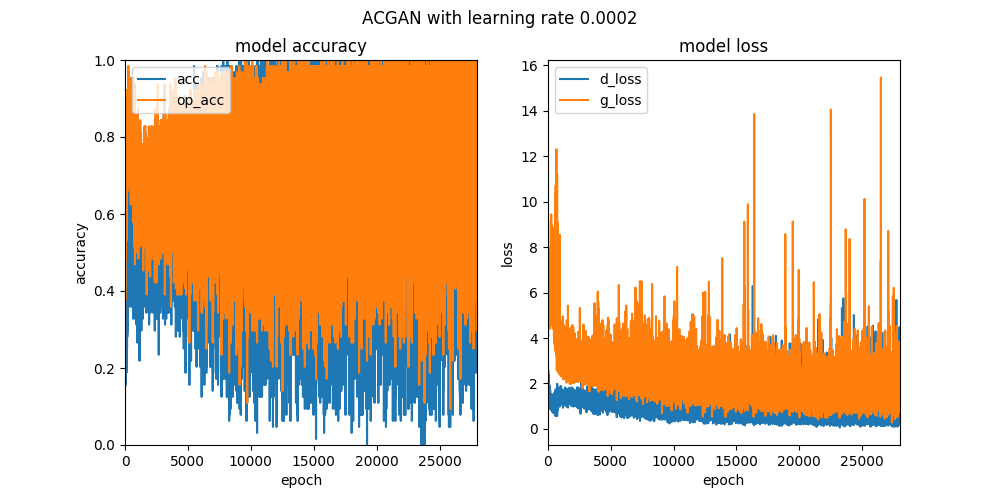 ACGAN with learning rate 0.0002
model accuracy
acc
op_acc
accuracy
1.0
0.8
0.6
0.4
0.2
0.0
0 5000 10000 15000 20000 25000
epoch
model loss
d_loss
g_loss
loss
16
14
12
10
8
6
4
2
0
0 5000 10000 15000 20000 25000
epoch